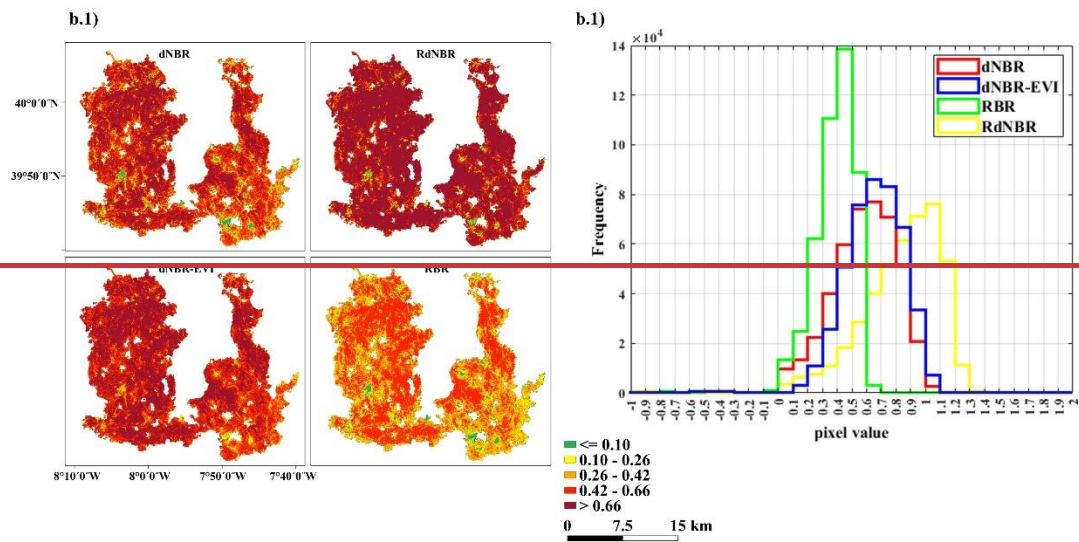 b.1)
dNBR
RdNBR
40°0´0´´N
39°50´0´´N
dNBR-EVI
RBR
8°10´0´´W
8°0´0´´W
7°50´0´´W
7°40´0´´W
<= 0.10
0.10 - 0.26
0.26 - 0.42
0.42 - 0.66
> 0.66
0
7.5
15 km
b.1)
×10⁴
dNBR
dNBR-EVI
RBR
RdNBR
14
12
10
8
6
4
2
0
Frequency
-1
-0.9
-0.8
-0.7
-0.6
-0.5
-0.4
-0.3
-0.2
-0.1
0
0.1
0.2
0.3
0.4
0.5
0.6
0.7
0.8
0.9
1
1.1
1.2
1.3
1.4
1.5
1.6
1.7
1.8
1.9
2
pixel value